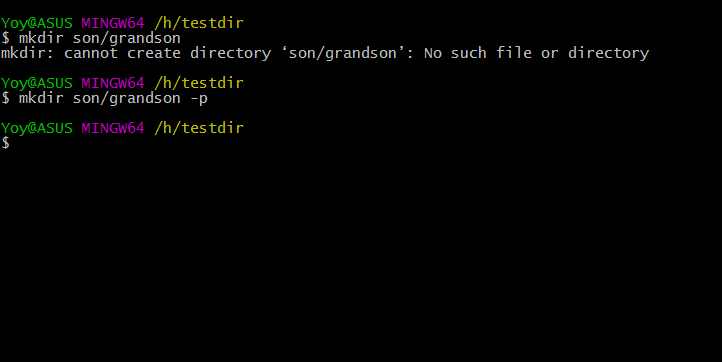 Yoy@ASUS MINGW64 /h/testdir
$ mkdir son/grandson
mkdir: cannot create directory ‘son/grandson’: No such file or directory
Yoy@ASUS MINGW64 /h/testdir
$ mkdir son/grandson -p
Yoy@ASUS MINGW64 /h/testdir
$